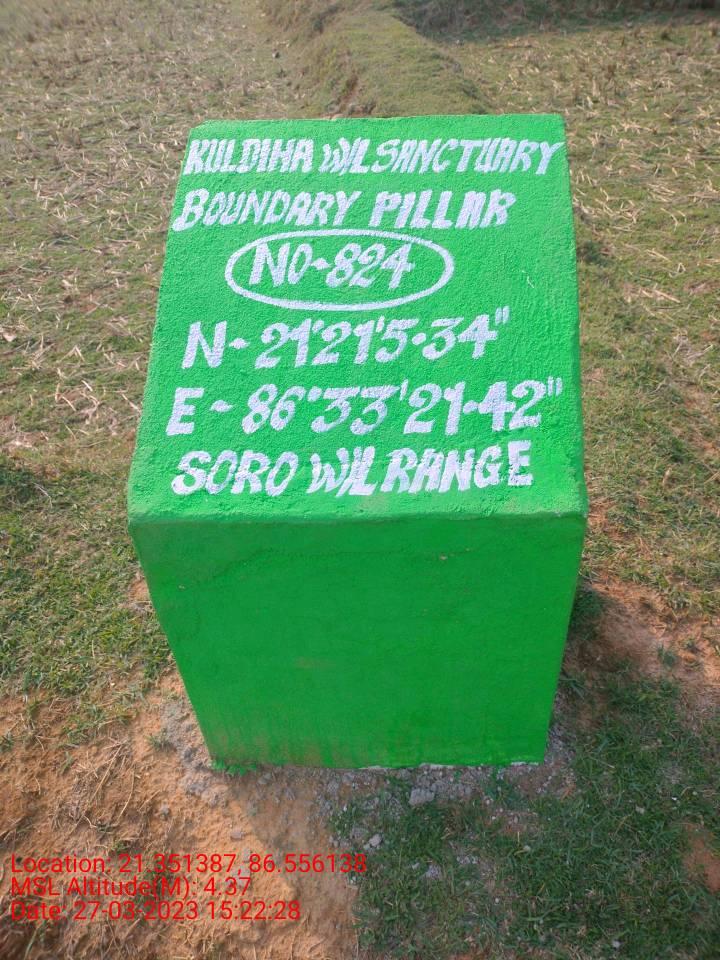 KULDIHA W/L SANCTUARY
BOUNDARY PILLAR
NO-824
N-21°21'5.34"
E-86°33'21.42"
SORO W/L RANGE
Location: 21.351387, 86.556138
MSL Altitude(M): 4.37
Date: 27-03-2023 15:22:28